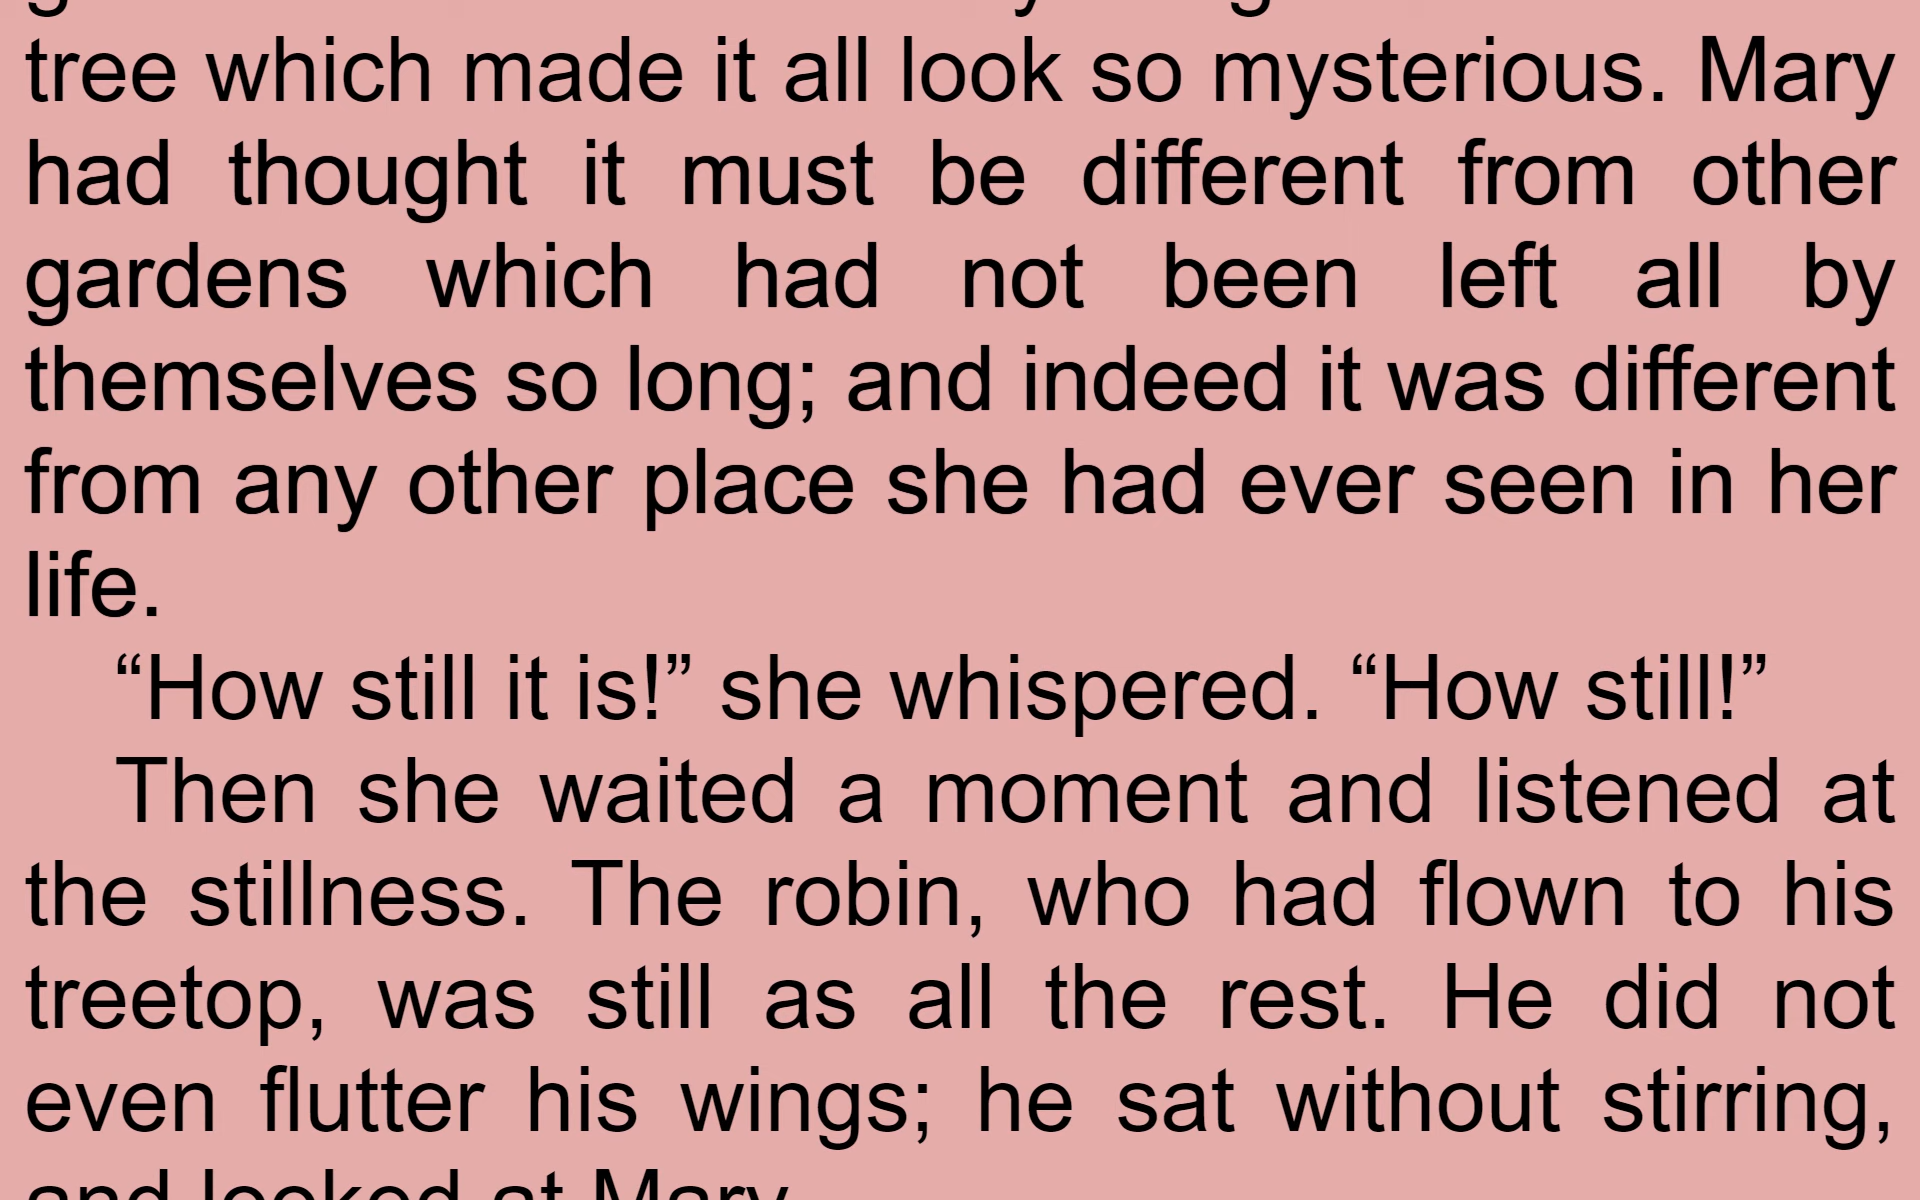 tree which made it all look so mysterious. Mary
had thought it must be different from other
gardens which had not been left all by
themselves so long; and indeed it was different
from any other place she had ever seen in her
life.
“How still it is!” she whispered. “How still!”
Then she waited a moment and listened at
the stillness. The robin, who had flown to his
treetop, was still as all the rest. He did not
even flutter his wings; he sat without stirring,
and looked at Mary.